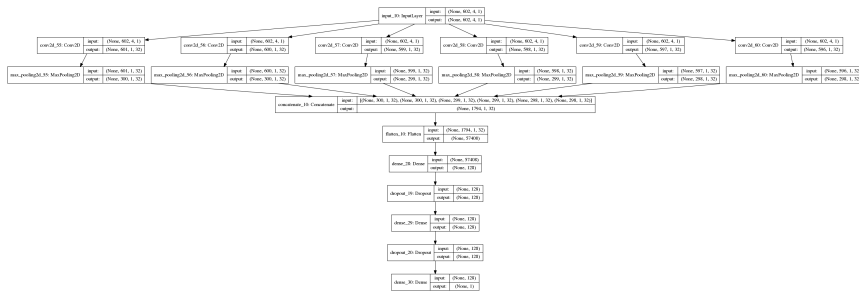 input_10: InputLayer input: (None, 602, 4, 1)
output: (None, 602, 4, 1)
conv2d_55: Conv2D input: (None, 602, 4, 1) output: (None, 601, 1, 32)
conv2d_56: Conv2D input: (None, 602, 4, 1) output: (None, 600, 1, 32)
conv2d_57: Conv2D input: (None, 602, 4, 1) output: (None, 599, 1, 32)
conv2d_58: Conv2D input: (None, 602, 4, 1) output: (None, 598, 1, 32)
conv2d_59: Conv2D input: (None, 602, 4, 1) output: (None, 597, 1, 32)
conv2d_60: Conv2D input: (None, 602, 4, 1) output: (None, 596, 1, 32)
max_pooling2d_55: MaxPooling2D input: (None, 601, 1, 32) output: (None, 300, 1, 32)
max_pooling2d_56: MaxPooling2D input: (None, 600, 1, 32) output: (None, 300, 1, 32)
max_pooling2d_57: MaxPooling2D input: (None, 599, 1, 32) output: (None, 299, 1, 32)
max_pooling2d_58: MaxPooling2D input: (None, 598, 1, 32) output: (None, 299, 1, 32)
max_pooling2d_59: MaxPooling2D input: (None, 597, 1, 32) output: (None, 298, 1, 32)
max_pooling2d_60: MaxPooling2D input: (None, 596, 1, 32 output: (None, 298, 1, 32
concatenate_10: Concatenate input: [(None, 300, 1, 32), (None, 300, 1, 32), (None, 299, 1, 32), (None, 299, 1, 32), (None, 298, 1, 32), (None, 298, 1, 32)]
output: (None, 1794, 1, 32)
flatten_10: Flatten input: (None, 1794, 1, 32)
output: (None, 57408)
dense_28: Dense input: (None, 57408)
output: (None, 128)
dropout_19: Dropout input: (None, 128)
output: (None, 128)
dense_29: Dense input: (None, 128)
output: (None, 128)
dropout_20: Dropout input: (None, 128)
output: (None, 128)
dense_30: Dense input: (None, 128)
output: (None, 1)